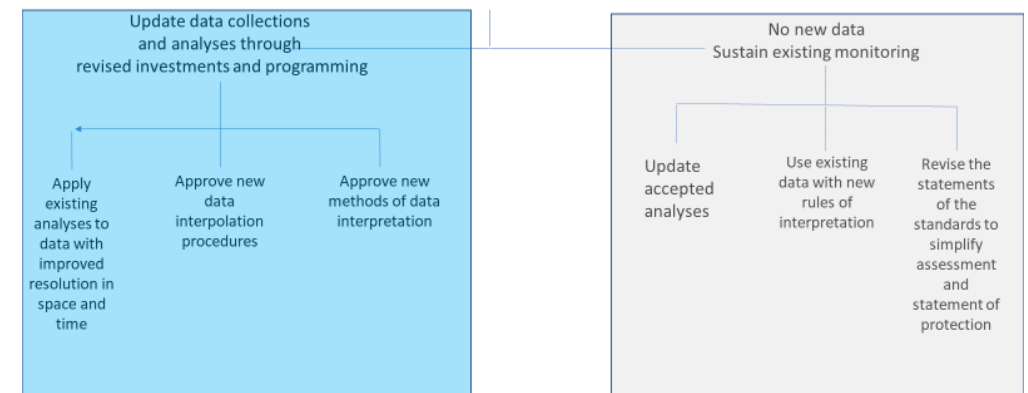 Update data collections
and analyses through
revised investments and programming
Apply
existing
analyses to
data with
improved
resolution in
space and
time
Approve new
data
interpolation
procedures
Approve new
methods of data
interpretation
No new data
Sustain existing monitoring
Update
accepted
analyses
Use existing
data with new
rules of
interpretation
Revise the
statements
of the
standards to
simplify
assessment
and
statement of
protection